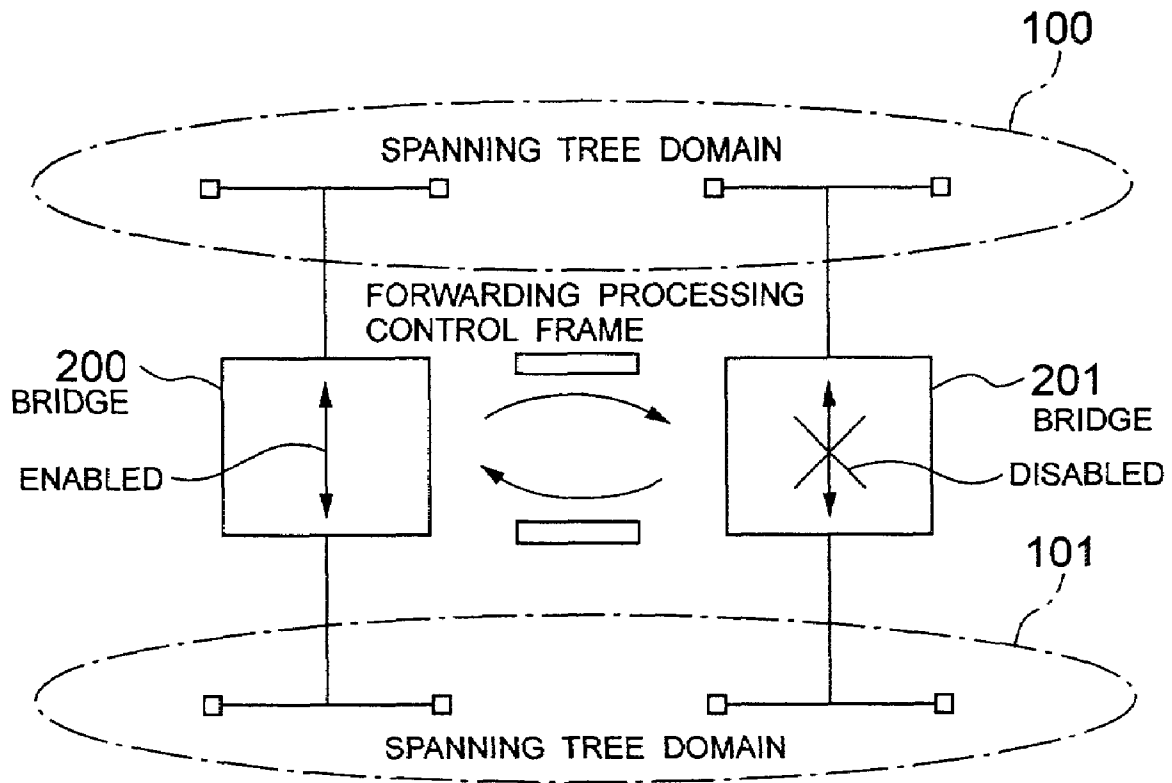 100
SPANNING TREE DOMAIN
FORWARDING PROCESSING
CONTROL FRAME
200
BRIDGE
201
BRIDGE
ENABLED
DISABLED
101
SPANNING TREE DOMAIN